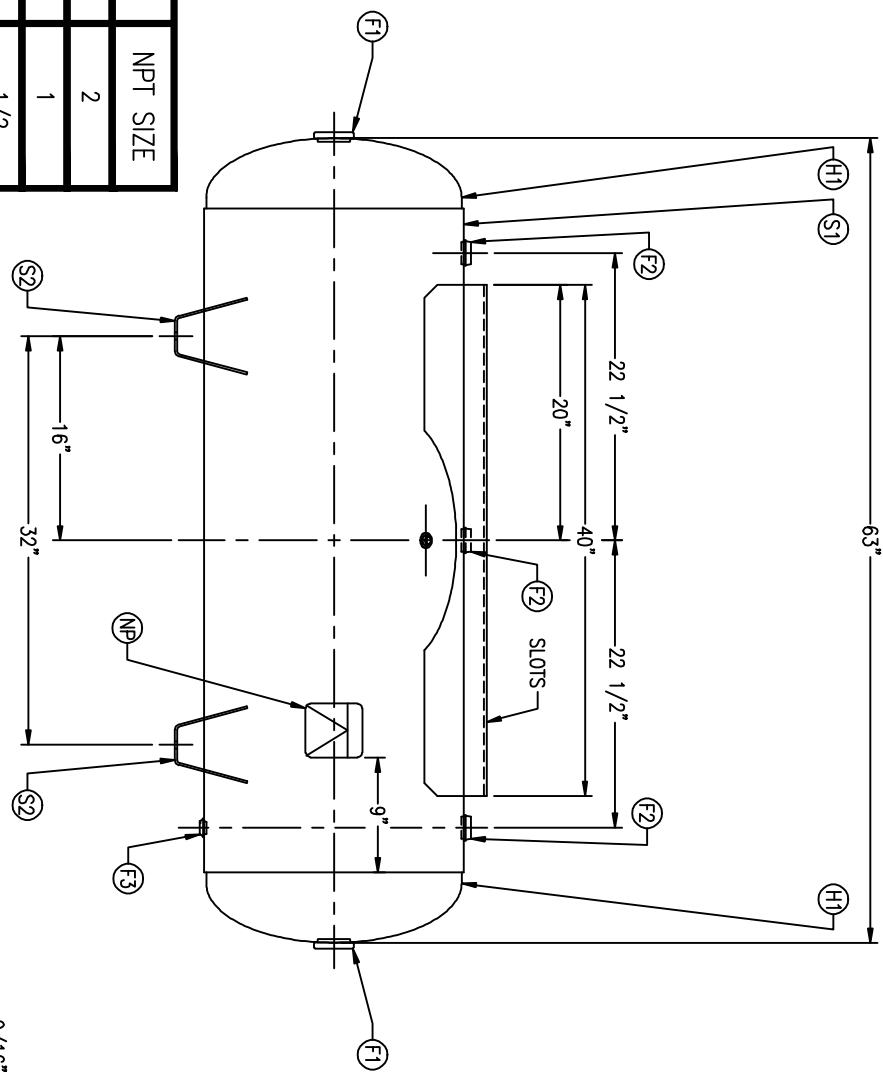 63"
H1
S1
F2
22 1/2"
22 1/2"
40"
20"
F2
SLOTS
F2
H1
F1
F1
9"
NP
16"
32"
S2
S2
F3
NPT SIZE
2
1